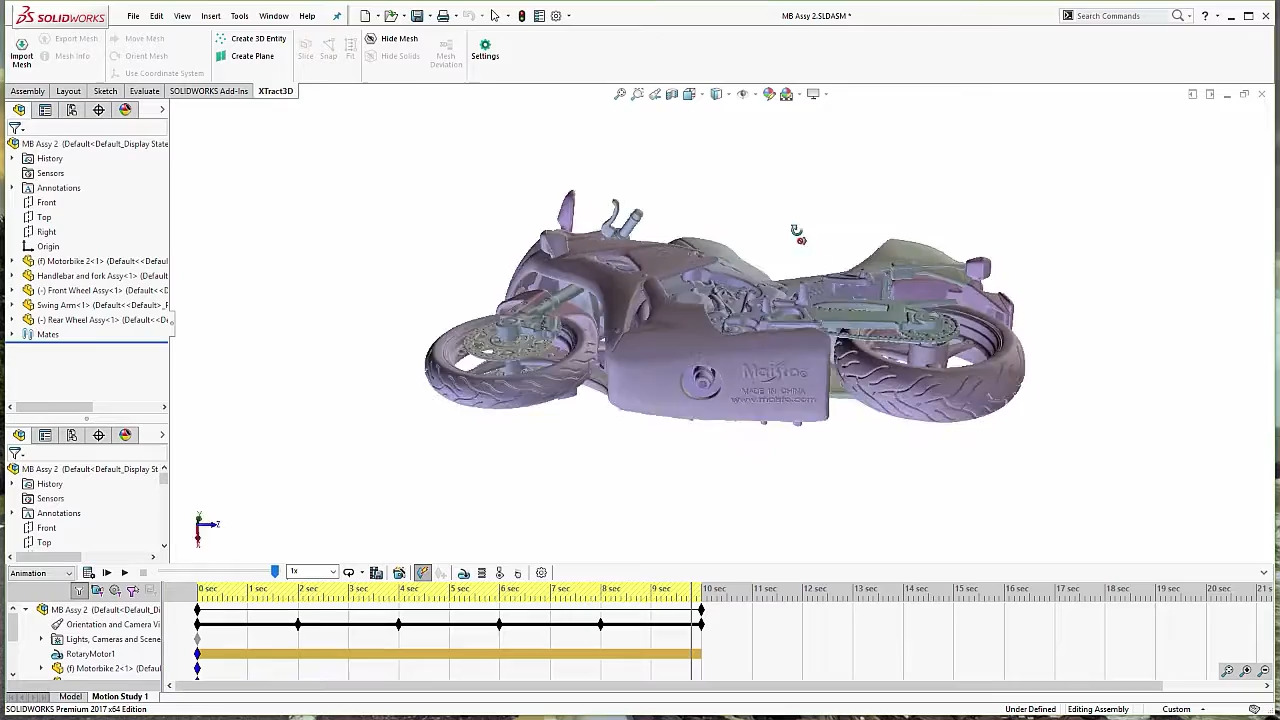 SOLIDWORKS File Edit View Insert Tools Window Help MB Assy 2.SLDASM * Search Commands ?
Import Mesh
Export Mesh
Mesh Info
Move Mesh
Orient Mesh
Use Coordinate System
Create 3D Entity
Create Plane
Slice Snap Fit
Hide Mesh
Hide Solids
Mesh Deviation
Settings
Assembly Layout Sketch Evaluate SOLIDWORKS Add-Ins XTract3D
MB Assy 2 (Default<Default_Display State
History
Sensors
Annotations
Front
Top
Right
Origin
(f) Motorbike 2<1> (Default<<Def
Handlebar and fork Assy<1> (Def
(-) Front Wheel Assy<1> (Default
Swing Arm<1> (Default<Default>_F
(-) Rear Wheel Assy<1> (Default<<D
Mates
Maisto
MADE IN CHINA
www.maisto.com
MB Assy 2 (Default<Default_Display St
History
Sensors
Annotations
Front
Top
Y
Z
X
Animation 1x
0 sec 1 sec 2 sec 3 sec 4 sec 5 sec 6 sec 7 sec 8 sec 9 sec 10 sec 11 sec 12 sec 13 sec 14 sec 15 sec 16 sec 17 sec 18 sec 19 sec 20 sec 21 s
MB Assy 2 (Default<Default_Di
Orientation and Camera Vi
Lights, Cameras and Scene
RotaryMotor1
(f) Motorbike 2<1> (Defaul
Model Motion Study 1
SOLIDWORKS Premium 2017 x64 Edition Under Defined Editing Assembly Custom